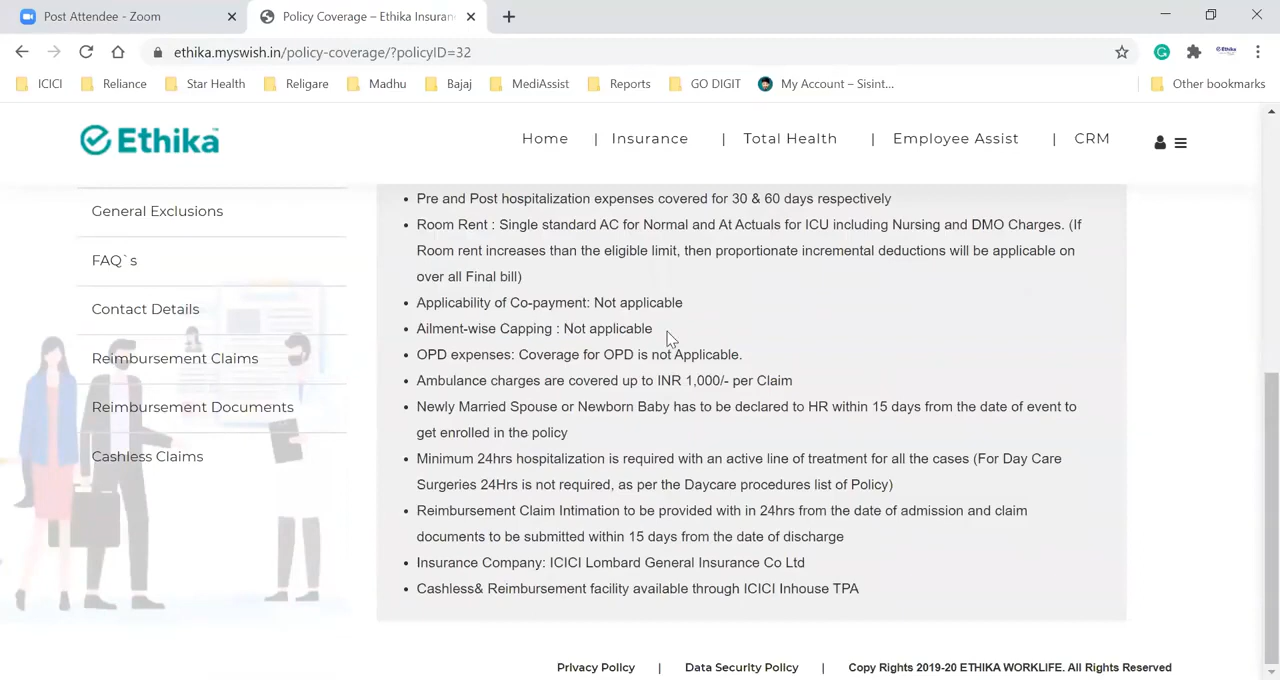 Post Attendee - Zoom
Policy Coverage – Ethika Insuran
ethika.myswish.in/policy-coverage/?policyID=32
ICICI
Reliance
Star Health
Religare
Madhu
Bajaj
MediAssist
Reports
GO DIGIT
My Account – Sisint...
Other bookmarks
Ethika
Home | Insurance | Total Health | Employee Assist | CRM
General Exclusions
FAQ`s
Contact Details
Reimbursement Claims
Reimbursement Documents
Cashless Claims
Pre and Post hospitalization expenses covered for 30 & 60 days respectively
Room Rent : Single standard AC for Normal and At Actuals for ICU including Nursing and DMO Charges. (If
Room rent increases than the eligible limit, then proportionate incremental deductions will be applicable on
over all Final bill)
Applicability of Co-payment: Not applicable
Ailment-wise Capping : Not applicable
OPD expenses: Coverage for OPD is not Applicable.
Ambulance charges are covered up to INR 1,000/- per Claim
Newly Married Spouse or Newborn Baby has to be declared to HR within 15 days from the date of event to
get enrolled in the policy
Minimum 24hrs hospitalization is required with an active line of treatment for all the cases (For Day Care
Surgeries 24Hrs is not required, as per the Daycare procedures list of Policy)
Reimbursement Claim Intimation to be provided with in 24hrs from the date of admission and claim
documents to be submitted within 15 days from the date of discharge
Insurance Company: ICICI Lombard General Insurance Co Ltd
Cashless& Reimbursement facility available through ICICI Inhouse TPA
Privacy Policy | Data Security Policy | Copy Rights 2019-20 ETHIKA WORKLIFE. All Rights Reserved